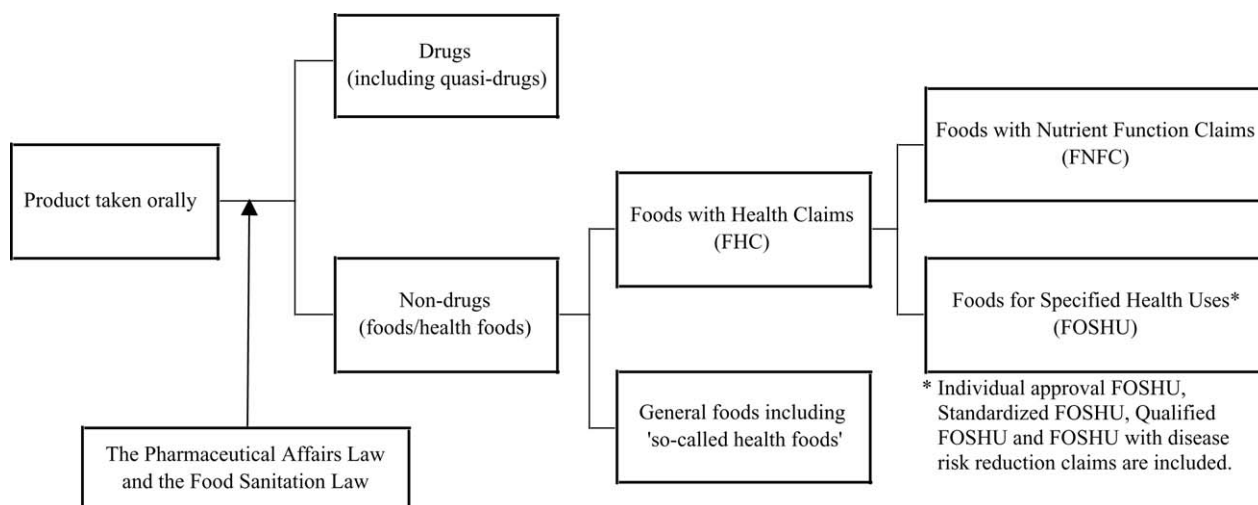 Drugs
(including quasi-drugs)
Product taken orally
Non-drugs
(foods/health foods)
The Pharmaceutical Affairs Law
and the Food Sanitation Law
Foods with Health Claims
(FHC)
General foods including
'so-called health foods'
Foods with Nutrient Function Claims
(FNFC)
Foods for Specified Health Uses*
(FOSHU)
* Individual approval FOSHU,
Standardized FOSHU, Qualified
FOSHU and FOSHU with disease
risk reduction claims are included.